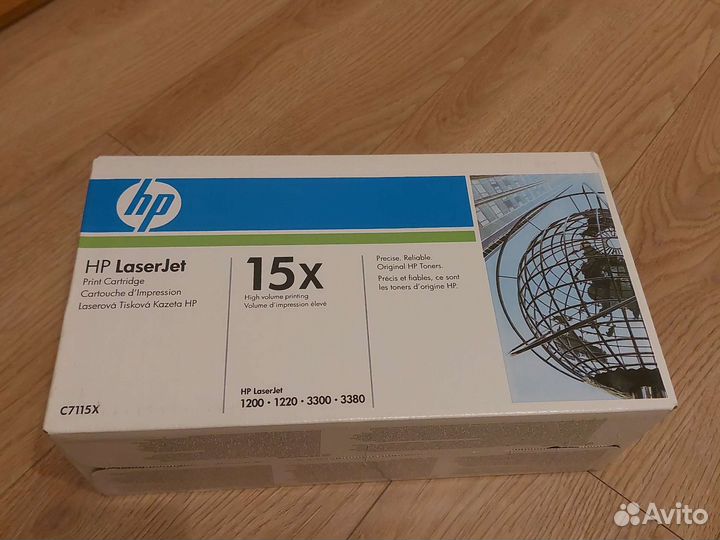 hp
HP LaserJet
Print Cartridge
Cartouche d'Impression
Laserová Tisková Kazeta HP
C7115X
15X
High volume printing
Volume d'impression élevé
HP LaserJet
1200 • 1220 • 3300 • 3380
Precise. Reliable.
Original HP Toners.
Précis et fiables, ce sont
les toners d'origine HP.
Avito